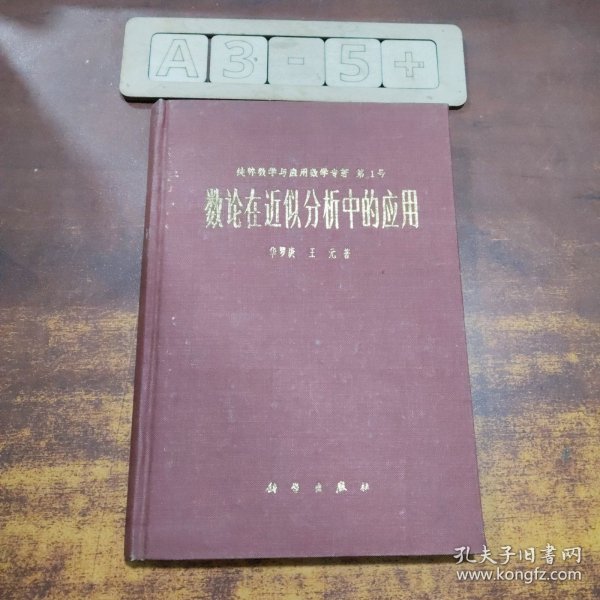 A3-5+
纯粹数学与应用数学专著 第1号
数论在近似分析中的应用
华罗庚 王元 著
科学出版社
孔夫子旧书网
www.kongfz.com